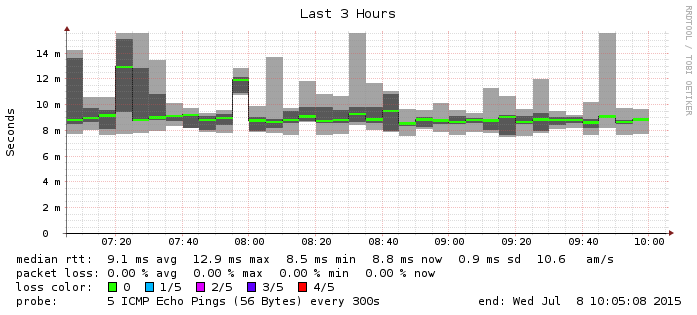 Last 3 Hours
RRDTOOL / TOBI OETIKER
Seconds
14 m
12 m
10 m
8 m
6 m
4 m
2 m
0
07:20 07:40 08:00 08:20 08:40 09:00 09:20 09:40 10:00
median rtt: 9.1 ms avg 12.9 ms max 8.5 ms min 8.8 ms now 0.9 ms sd 10.6 am/s
packet loss: 0.00 % avg 0.00 % max 0.00 % min 0.00 % now
loss color: 0 1/5 2/5 3/5 4/5
probe: 5 ICMP Echo Pings (56 Bytes) every 300s end: Wed Jul 8 10:05:08 2015